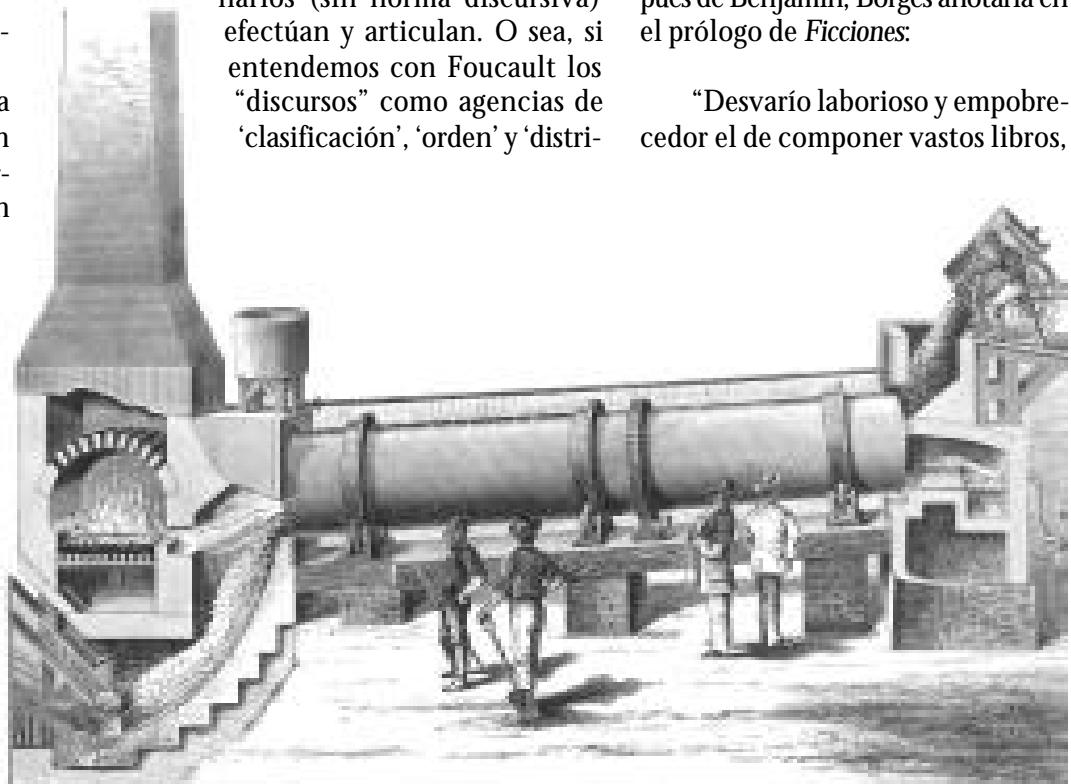 a
n
n
narios (sin norma discursiva)
efectúan y articulan. O sea, si
entendemos con Foucault los
“discursos” como agencias de
‘clasificación’, ‘orden’ y ‘distri-
pués de Benjamin, Borges anotaría en
el prólogo de Ficciones:
“Desvarío laborioso y empobre-
cedor el de componer vastos libros,